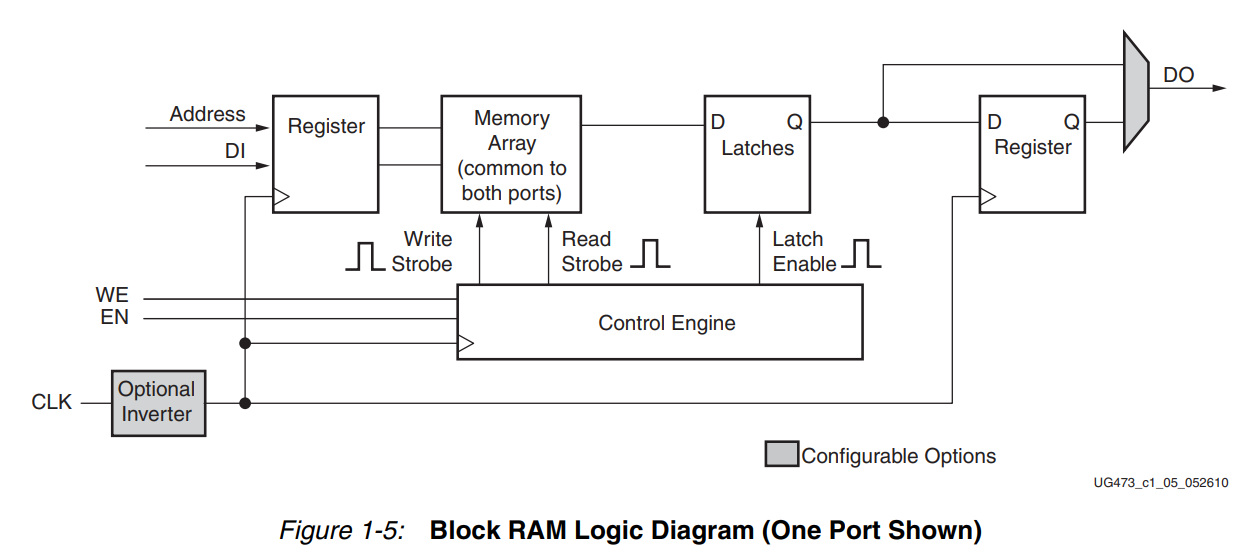 Address
DI
Register
Memory
Array
(common to
both ports)
D
Q
Latches
D
Q
Register
DO
Write
Strobe
Read
Strobe
Latch
Enable
WE
EN
Control Engine
CLK
Optional
Inverter
Configurable Options
UG473_c1_05_052610
Figure 1-5: Block RAM Logic Diagram (One Port Shown)